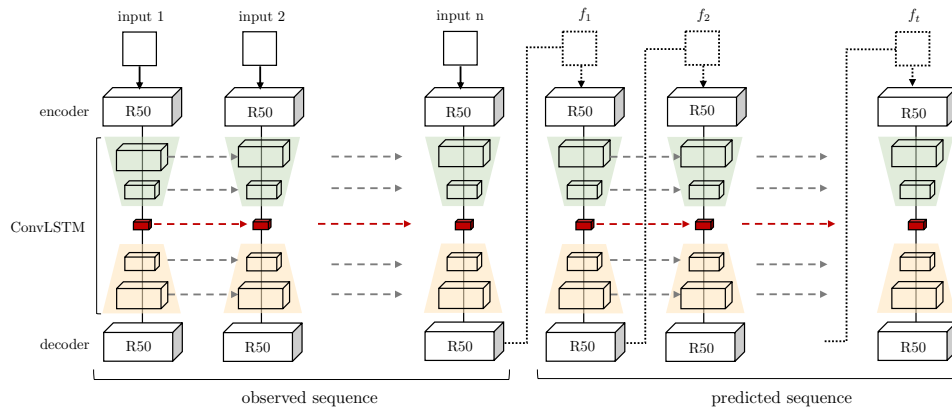 input 1 input 2 input n f₁ f₂ fₜ
encoder R50 R50 R50 R50 R50 R50
ConvLSTM
decoder R50 R50 R50 R50 R50 R50
observed sequence predicted sequence